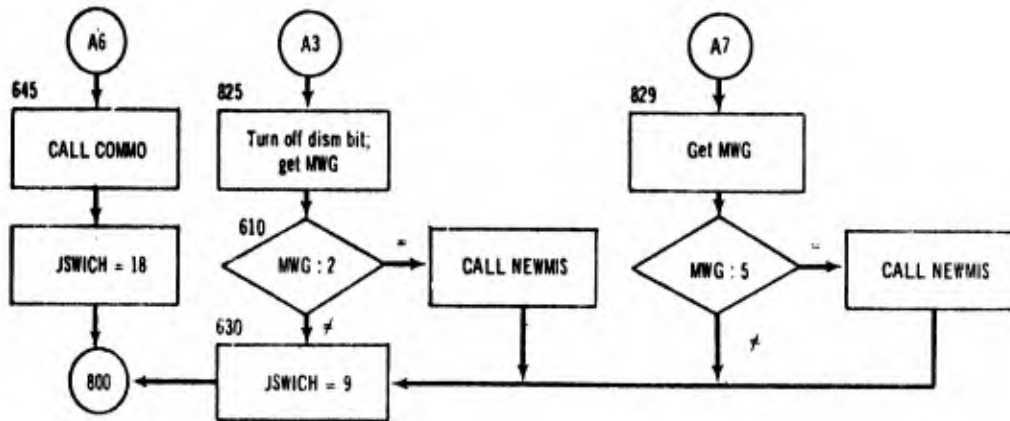 A6
A3
A7
645
825
829
CALL COMMO
Turn off dism bit;
get MWG
Get MWG
610
JSWICH = 18
MWG : 2
=
CALL NEWMIS
MWG : 5
=
CALL NEWMIS
≠
630
≠
800
JSWICH = 9